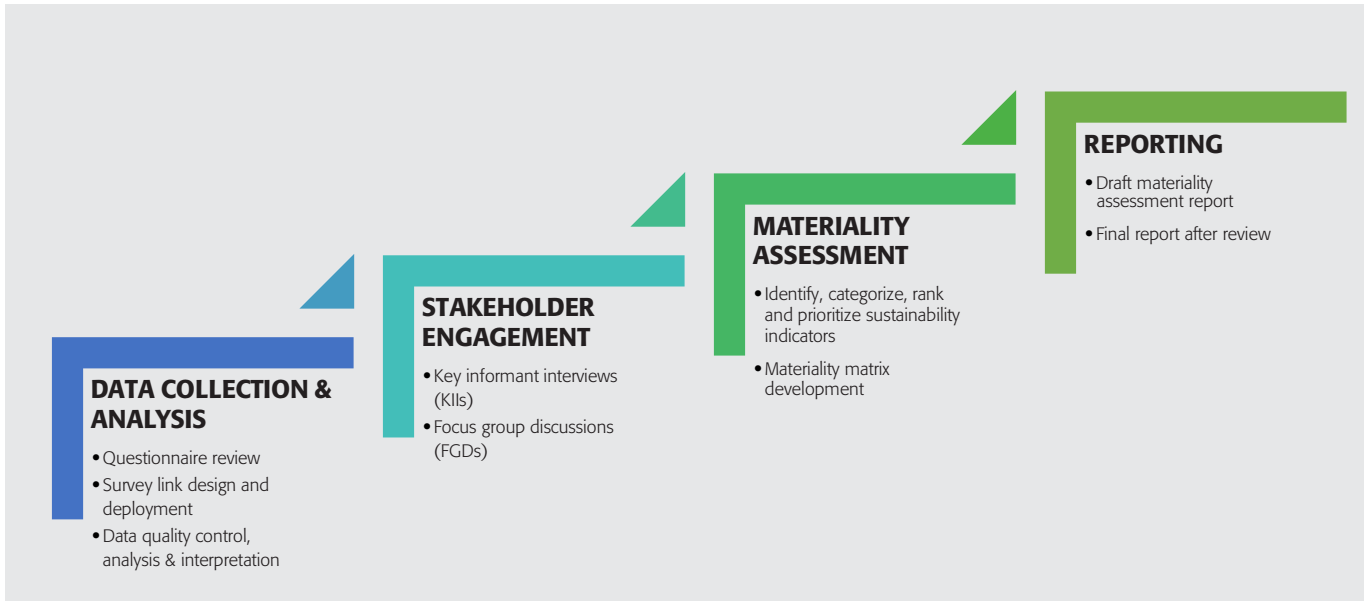 DATA COLLECTION &
ANALYSIS
• Questionnaire review
• Survey link design and
deployment
• Data quality control,
analysis & interpretation
STAKEHOLDER
ENGAGEMENT
• Key informant interviews
(KIIs)
• Focus group discussions
(FGDs)
MATERIALITY
ASSESSMENT
• Identify, categorize, rank
and prioritize sustainability
indicators
• Materiality matrix
development
REPORTING
• Draft materiality
assessment report
• Final report after review